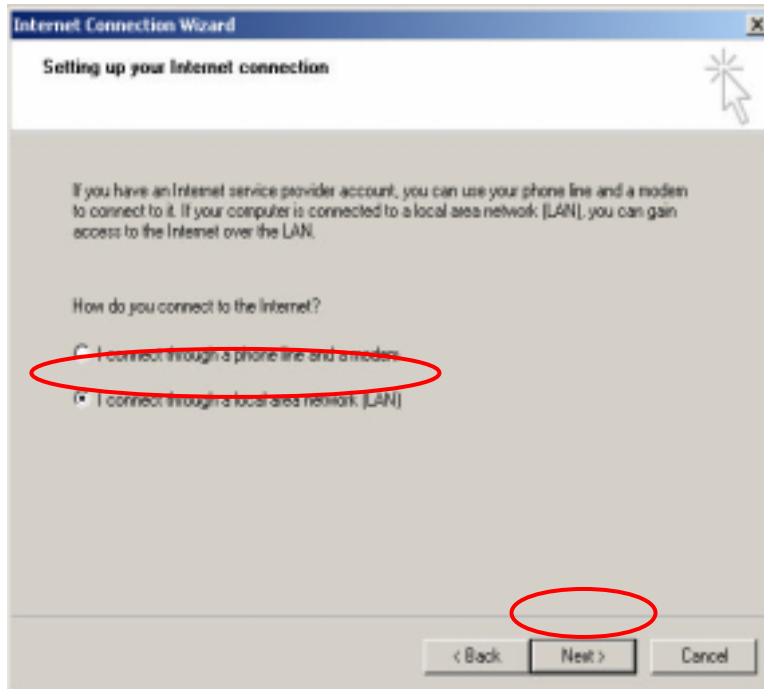 Internet Connection Wizard
Setting up your Internet connection
If you have an Internet service provider account, you can use your phone line and a modem
to connect to it. If your computer is connected to a local area network (LAN), you can gain
access to the Internet over the LAN.
How do you connect to the Internet?
I connect through a phone line and a modem
I connect through a local area network (LAN)
< Back
Next >
Cancel